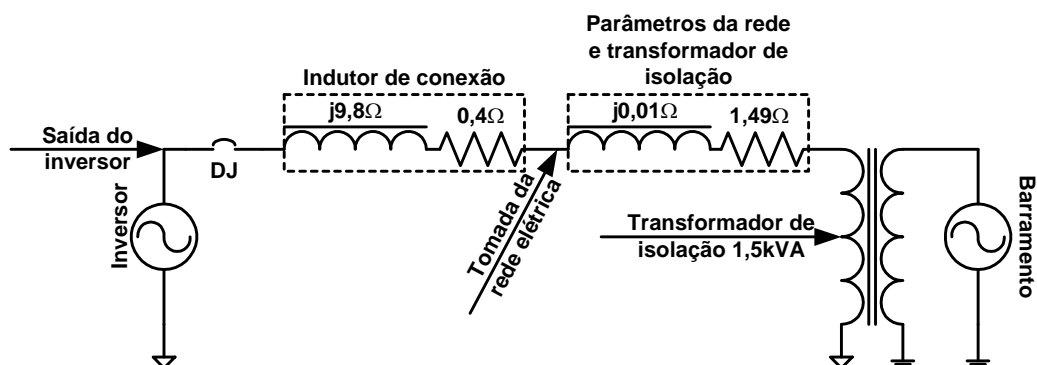 Parâmetros da rede
e transformador de
isolação
Indutor de conexão
j9,8Ω
0,4Ω
j0,01Ω
1,49Ω
Saída do
inversor
DJ
Inversor
Tomada da
rede elétrica
Transformador de
isolação 1,5kVA
Barramento